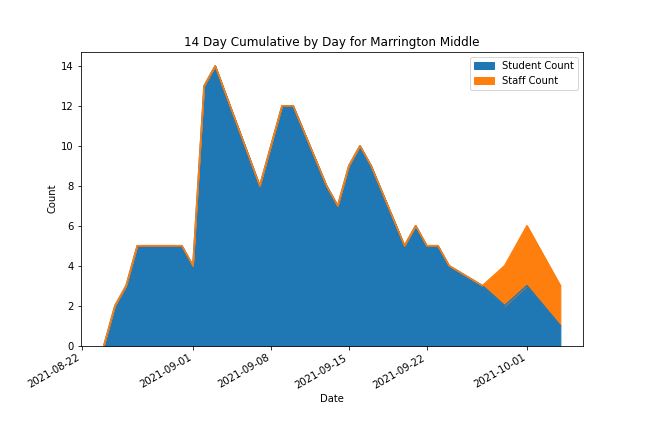 14 Day Cumulative by Day for Marrington Middle
Student Count
Staff Count
14
12
10
8
6
4
2
0
Count
2021-08-22
2021-09-01
2021-09-08
2021-09-15
2021-09-22
2021-10-01
Date